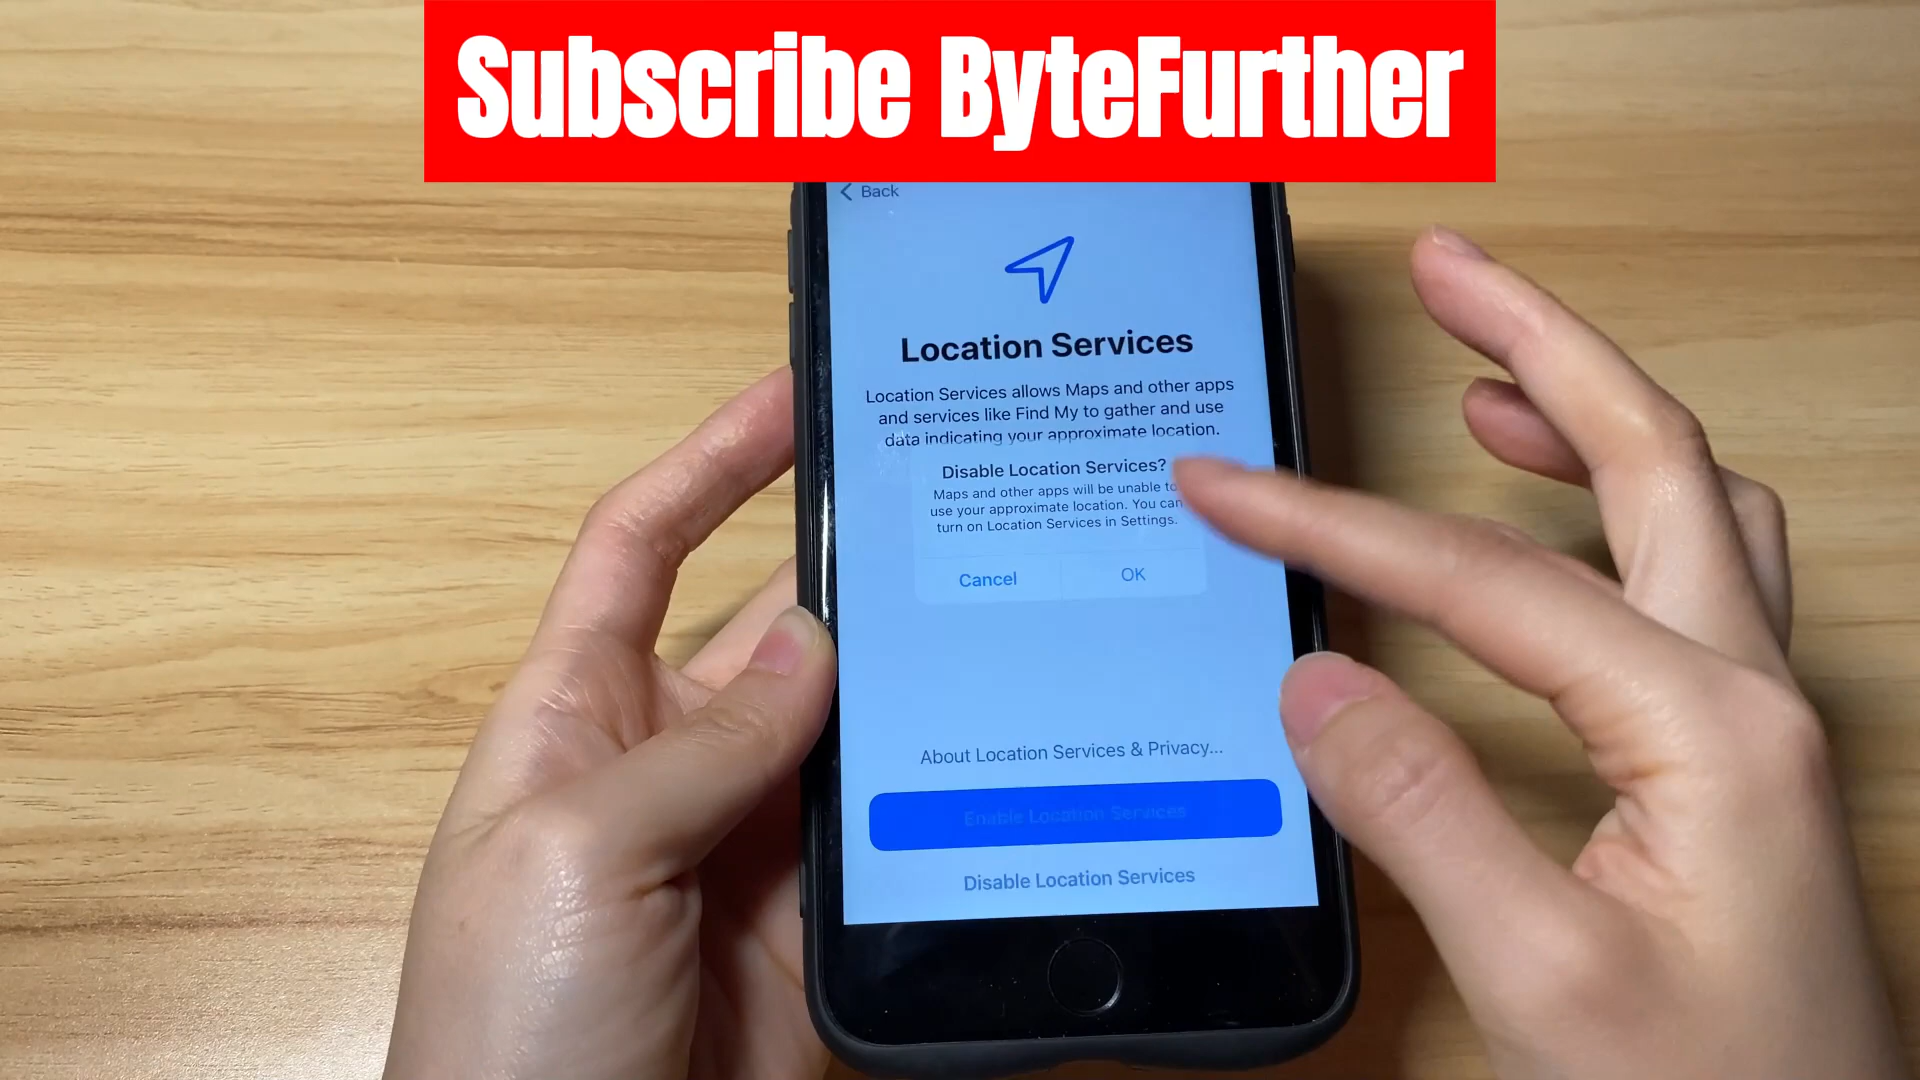 Subscribe ByteFurther
Back
Location Services
Location Services allows Maps and other apps
and services like Find My to gather and use
data indicating your approximate location.
Disable Location Services?
Maps and other apps will be unable to
use your approximate location. You can
turn on Location Services in Settings.
Cancel
OK
About Location Services & Privacy...
Enable Location Services
Disable Location Services